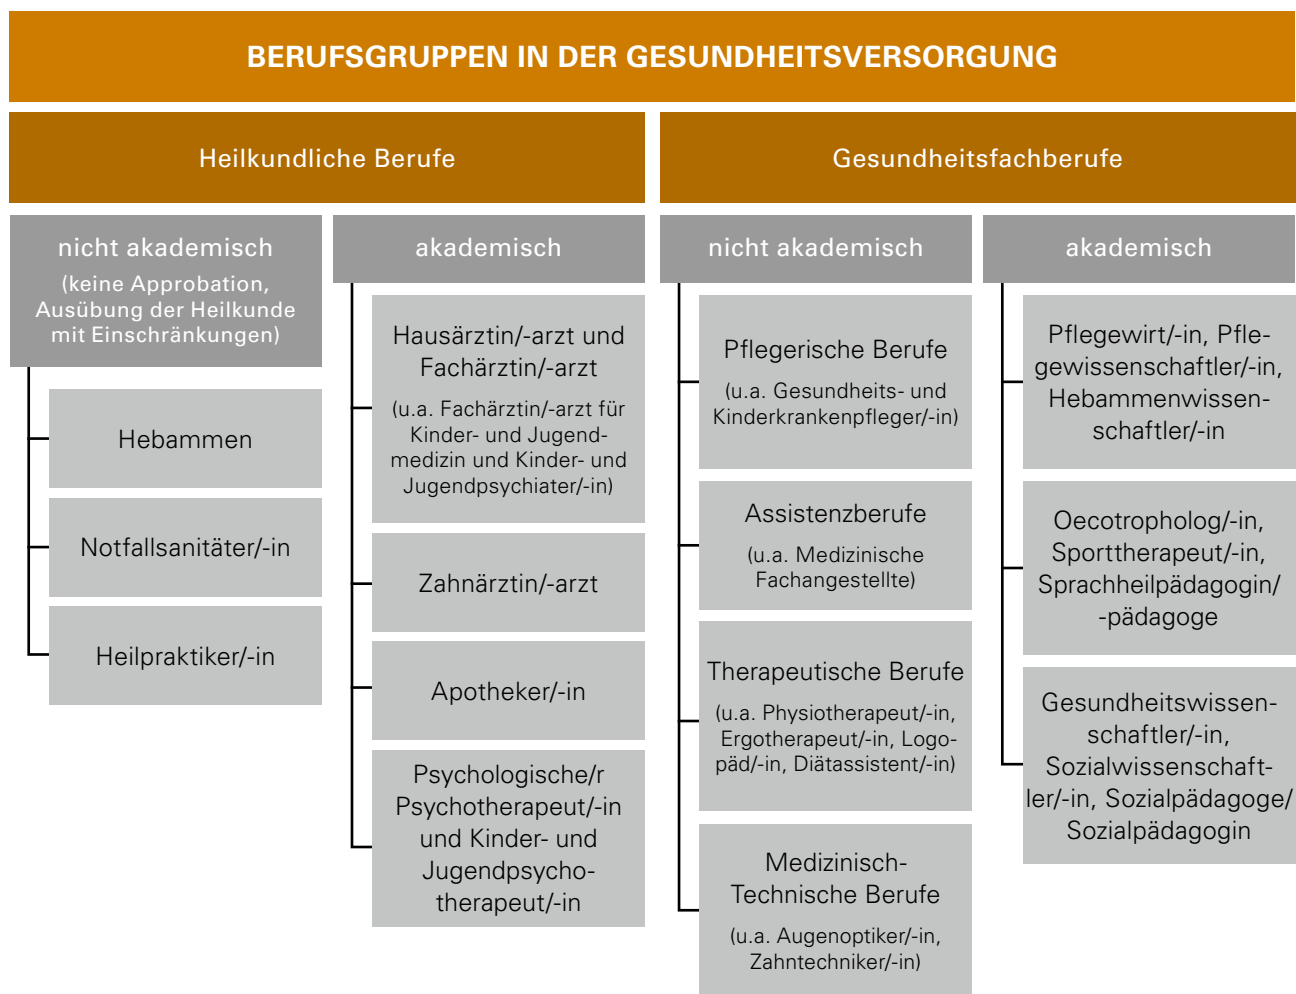 BERUFSGRUPPEN IN DER GESUNDHEITSVERSORGUNG
Heilkundliche Berufe
nicht akademisch
(keine Approbation,
Ausübung der Heilkunde
mit Einschränkungen)
Hebammen
Notfallsanitäter/-in
Heilpraktiker/-in
akademisch
Hausärztin/-arzt und
Fachärztin/-arzt
(u.a. Fachärztin/-arzt für
Kinder- und Jugend-
medizin und Kinder- und
Jugendpsychiater/-in)
Zahnärztin/-arzt
Apotheker/-in
Psychologische/r
Psychotherapeut/-in
und Kinder- und
Jugendpsycho-
therapeut/-in
Gesundheitsfachberufe
nicht akademisch
Pflegerische Berufe
(u.a. Gesundheits- und
Kinderkrankenpfleger/-in)
Assistenzberufe
(u.a. Medizinische
Fachangestellte)
Therapeutische Berufe
(u.a. Physiotherapeut/-in,
Ergotherapeut/-in, Logo-
päd/-in, Diätassistent/-in)
Medizinisch-
Technische Berufe
(u.a. Augenoptiker/-in,
Zahntechniker/-in)
akademisch
Pflegewirt/-in, Pfle-
gewissenschaftler/-in,
Hebammenwissen-
schaftler/-in
Oecotropholog/-in,
Sporttherapeut/-in,
Sprachheilpädagogin/
-pädagoge
Gesundheitswissen-
schaftler/-in,
Sozialwissenschaft-
ler/-in, Sozialpädagoge/
Sozialpädagogin